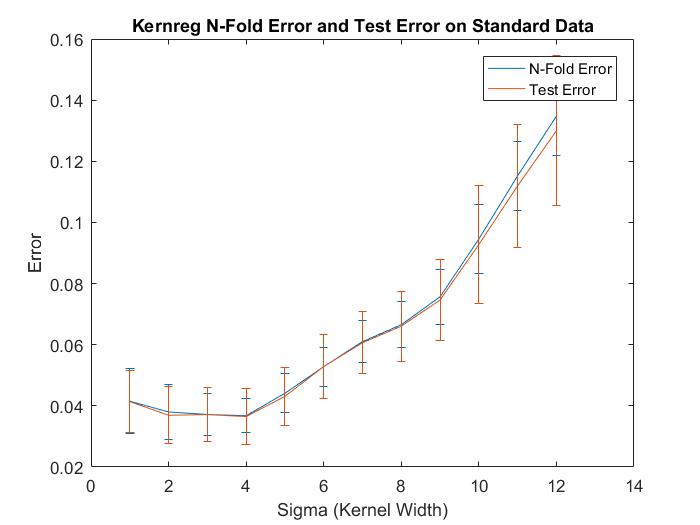 Kernreg N-Fold Error and Test Error on Standard Data
0.16
N-Fold Error
Test Error
0.14
0.12
0.1
Error
0.08
0.06
0.04
0.02
0 2 4 6 8 10 12 14
Sigma (Kernel Width)